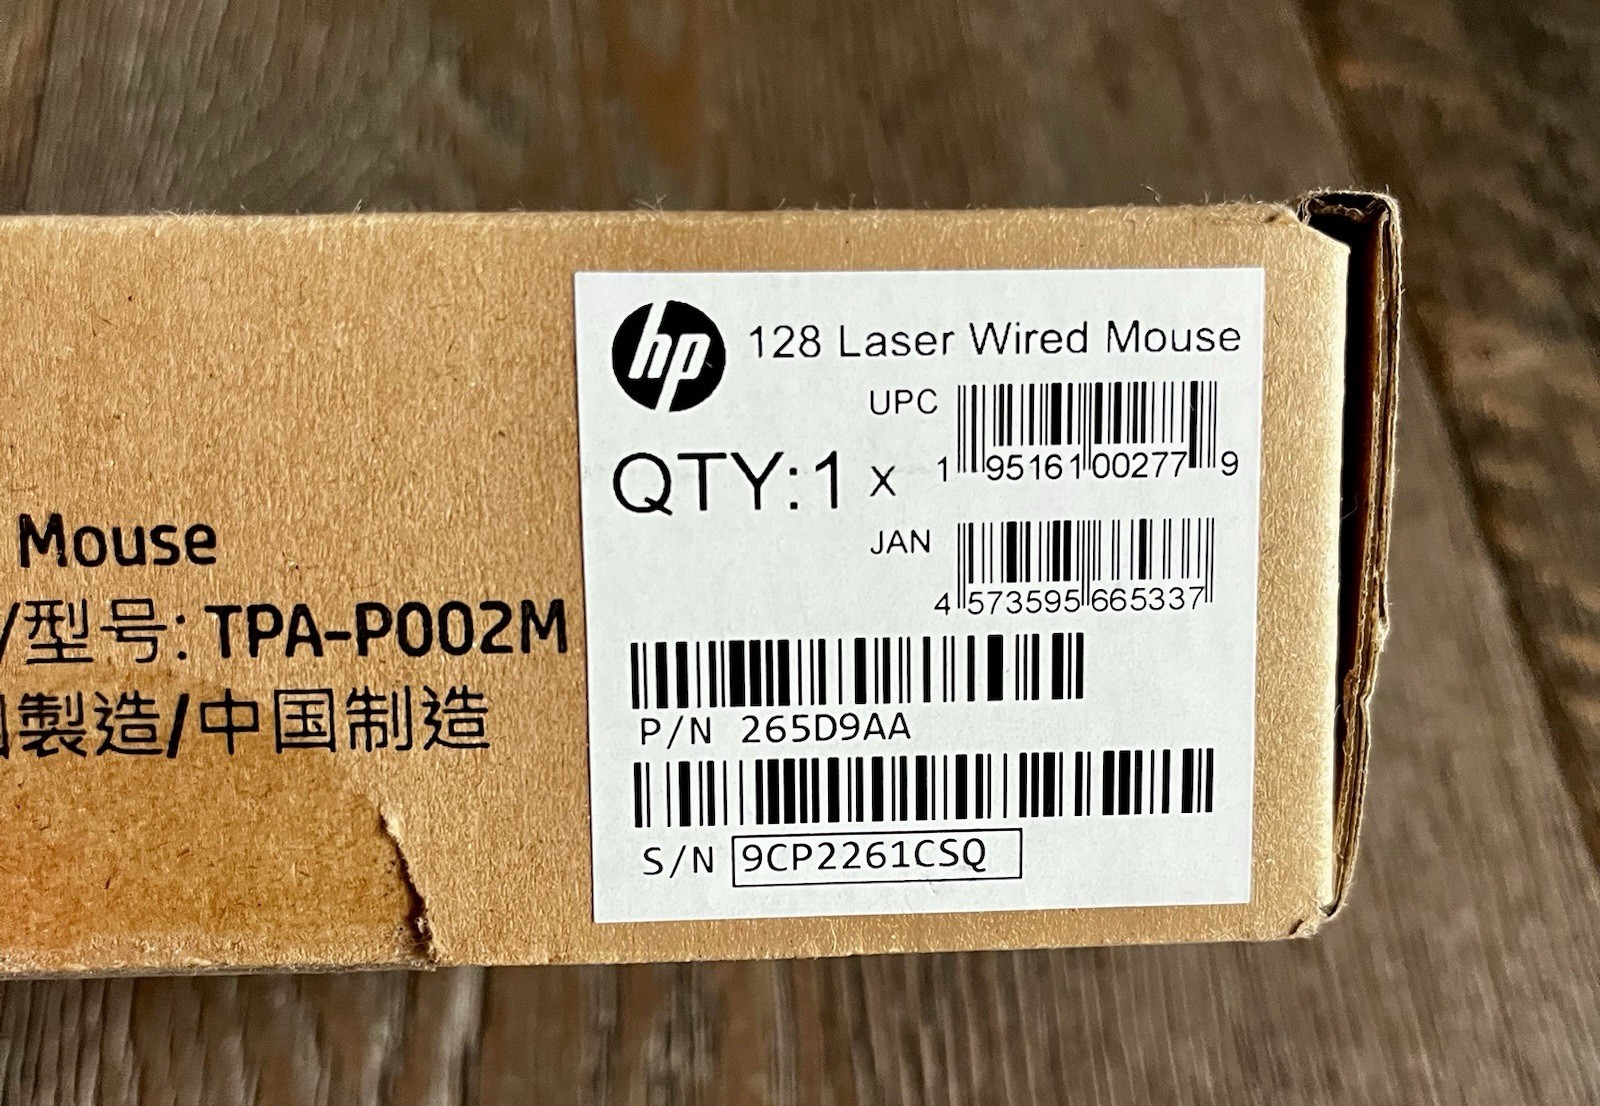 Mouse
/型号: TPA-P002M
製造/中国制造
hp 128 Laser Wired Mouse
UPC
1 95161 00277 9
QTY:1 X
JAN
4 573595 665337
P/N 265D9AA
S/N 9CP2261CSQ